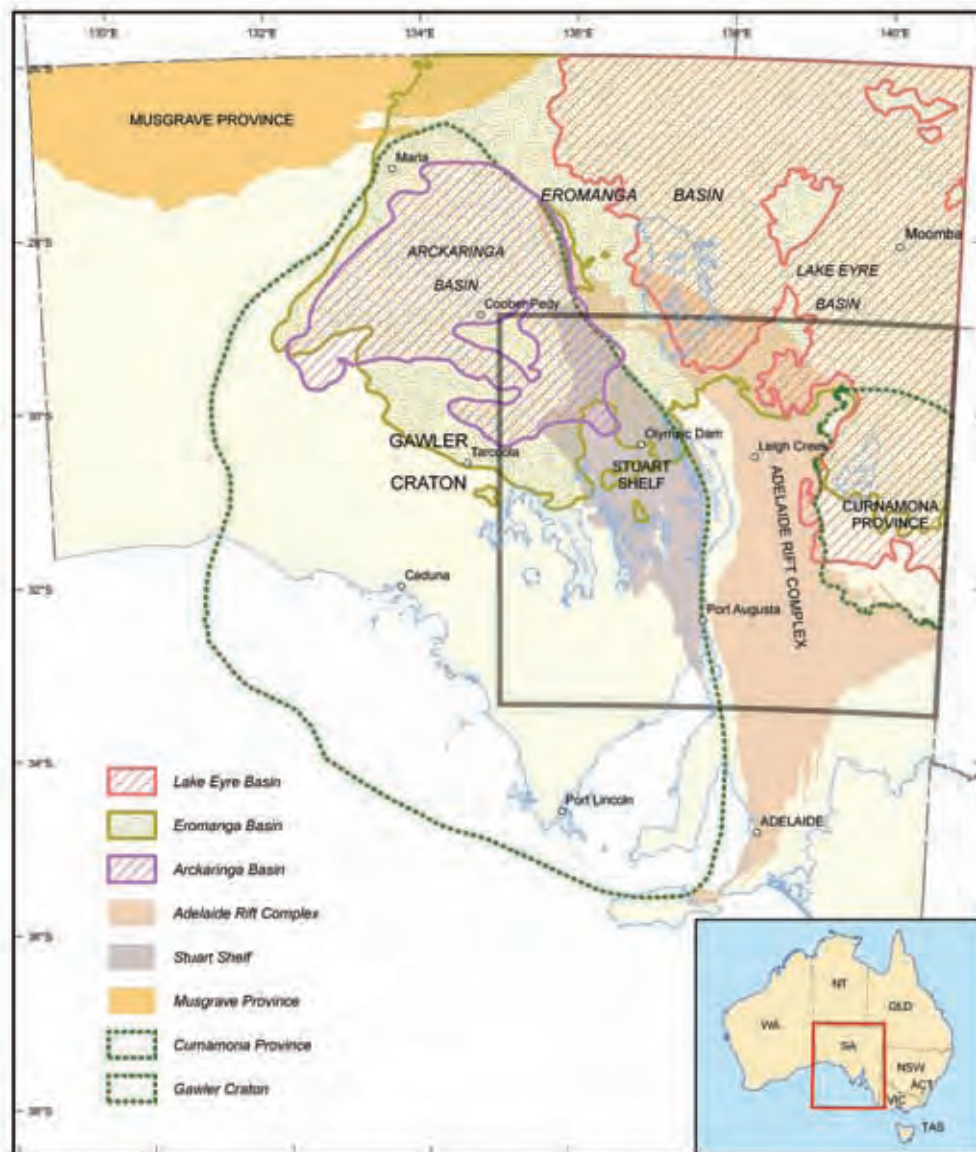 130°E 132°E 134°E 136°E 138°E 140°E
MUSGRAVE PROVINCE
Marla
EROMANGA BASIN
28°S
Moomba
ARCKARINGA
BASIN
LAKE EYRE
BASIN
Coober Pedy
30°S
Olympic Dam
GAWLER
CRATON
Tarcoola
Leigh Creek
STUART
SHELF
CURNAMONA
PROVINCE
ADELAIDE RIFT COMPLEX
32°S
Ceduna
Port Augusta
34°S
Lake Eyre Basin
Port Lincoln
Eromanga Basin
ADELAIDE
Arckaringa Basin
Adelaide Rift Complex
36°S
Stuart Shelf
Musgrave Province
Curnamona Province
Gawler Craton
38°S
NT
QLD
WA
SA
NSW
ACT
VIC
TAS